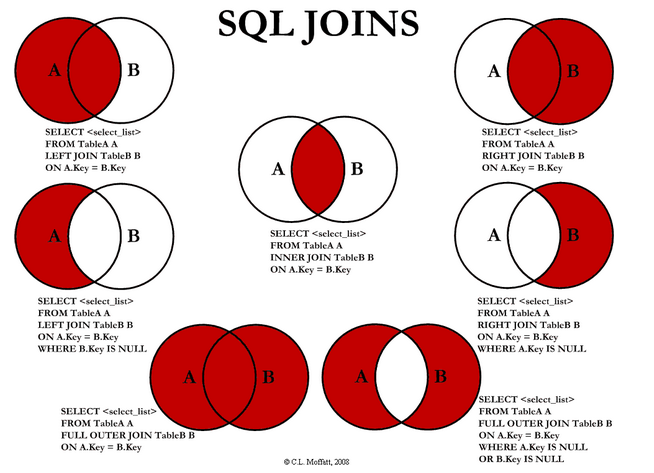 SQL JOINS
A B
SELECT <select_list>
FROM TableA A
LEFT JOIN TableB B
ON A.Key = B.Key
A B
SELECT <select_list>
FROM TableA A
RIGHT JOIN TableB B
ON A.Key = B.Key
A B
SELECT <select_list>
FROM TableA A
INNER JOIN TableB B
ON A.Key = B.Key
A B
SELECT <select_list>
FROM TableA A
LEFT JOIN TableB B
ON A.Key = B.Key
WHERE B.Key IS NULL
A B
SELECT <select_list>
FROM TableA A
RIGHT JOIN TableB B
ON A.Key = B.Key
WHERE A.Key IS NULL
A B
SELECT <select_list>
FROM TableA A
FULL OUTER JOIN TableB B
ON A.Key = B.Key
A B
SELECT <select_list>
FROM TableA A
FULL OUTER JOIN TableB B
ON A.Key = B.Key
WHERE A.Key IS NULL
OR B.Key IS NULL
© C.L. Moffatt, 2008